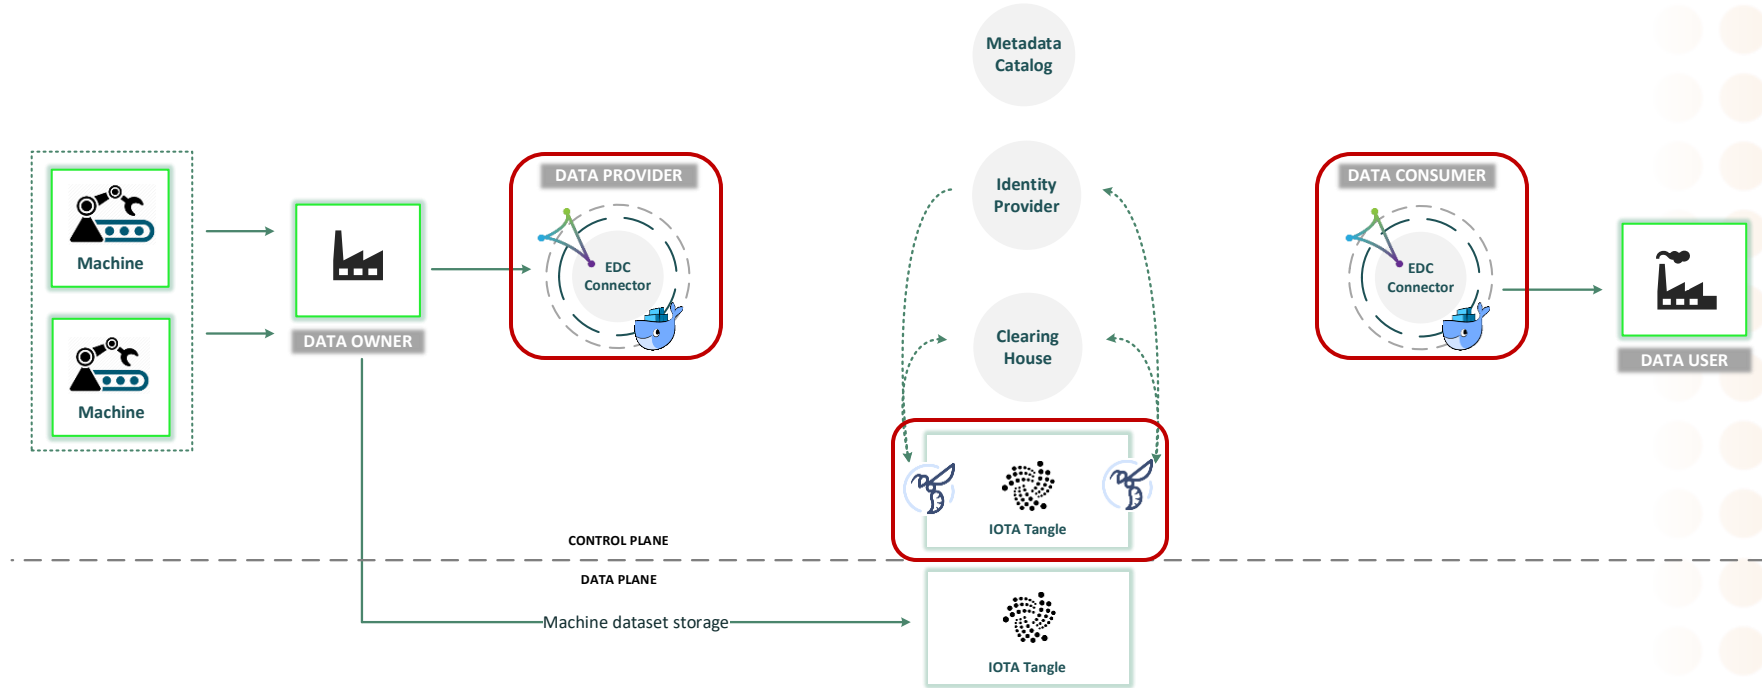 Metadata
Catalog
DATA PROVIDER
DATA CONSUMER
Identity
Provider
Machine
EDC
Connector
EDC
Connector
DATA OWNER
Clearing
House
DATA USER
Machine
IOTA Tangle
CONTROL PLANE
DATA PLANE
Machine dataset storage
IOTA Tangle